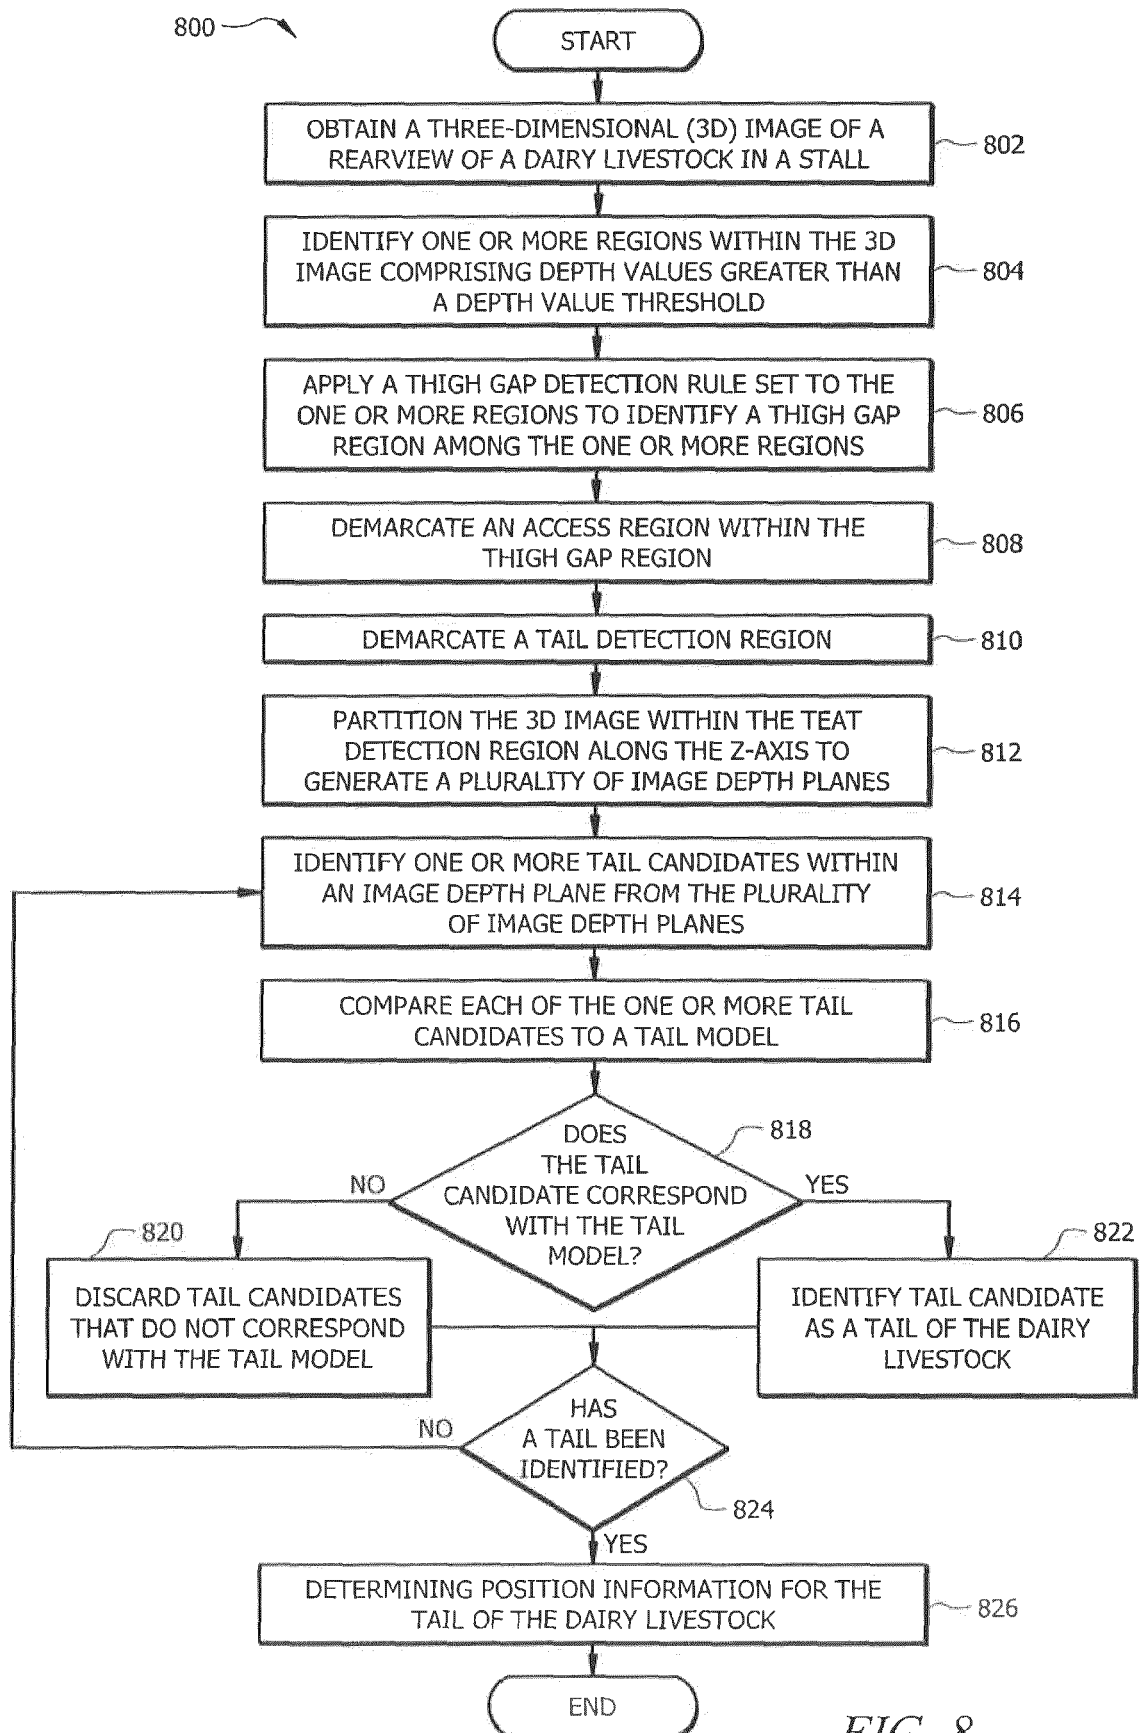 800
START
OBTAIN A THREE-DIMENSIONAL (3D) IMAGE OF A
REARVIEW OF A DAIRY LIVESTOCK IN A STALL
802
IDENTIFY ONE OR MORE REGIONS WITHIN THE 3D
IMAGE COMPRISING DEPTH VALUES GREATER THAN
A DEPTH VALUE THRESHOLD
804
APPLY A THIGH GAP DETECTION RULE SET TO THE
ONE OR MORE REGIONS TO IDENTIFY A THIGH GAP
REGION AMONG THE ONE OR MORE REGIONS
806
DEMARCATE AN ACCESS REGION WITHIN THE
THIGH GAP REGION
808
DEMARCATE A TAIL DETECTION REGION
810
PARTITION THE 3D IMAGE WITHIN THE TEAT
DETECTION REGION ALONG THE Z-AXIS TO
GENERATE A PLURALITY OF IMAGE DEPTH PLANES
812
IDENTIFY ONE OR MORE TAIL CANDIDATES WITHIN
AN IMAGE DEPTH PLANE FROM THE PLURALITY
OF IMAGE DEPTH PLANES
814
COMPARE EACH OF THE ONE OR MORE TAIL
CANDIDATES TO A TAIL MODEL
816
DOES
THE TAIL
CANDIDATE CORRESPOND
WITH THE TAIL
MODEL?
818
NO
YES
820
DISCARD TAIL CANDIDATES
THAT DO NOT CORRESPOND
WITH THE TAIL MODEL
822
IDENTIFY TAIL CANDIDATE
AS A TAIL OF THE DAIRY
LIVESTOCK
HAS
A TAIL BEEN
IDENTIFIED?
824
NO
YES
DETERMINING POSITION INFORMATION FOR THE
TAIL OF THE DAIRY LIVESTOCK
826
END
FIG. 8